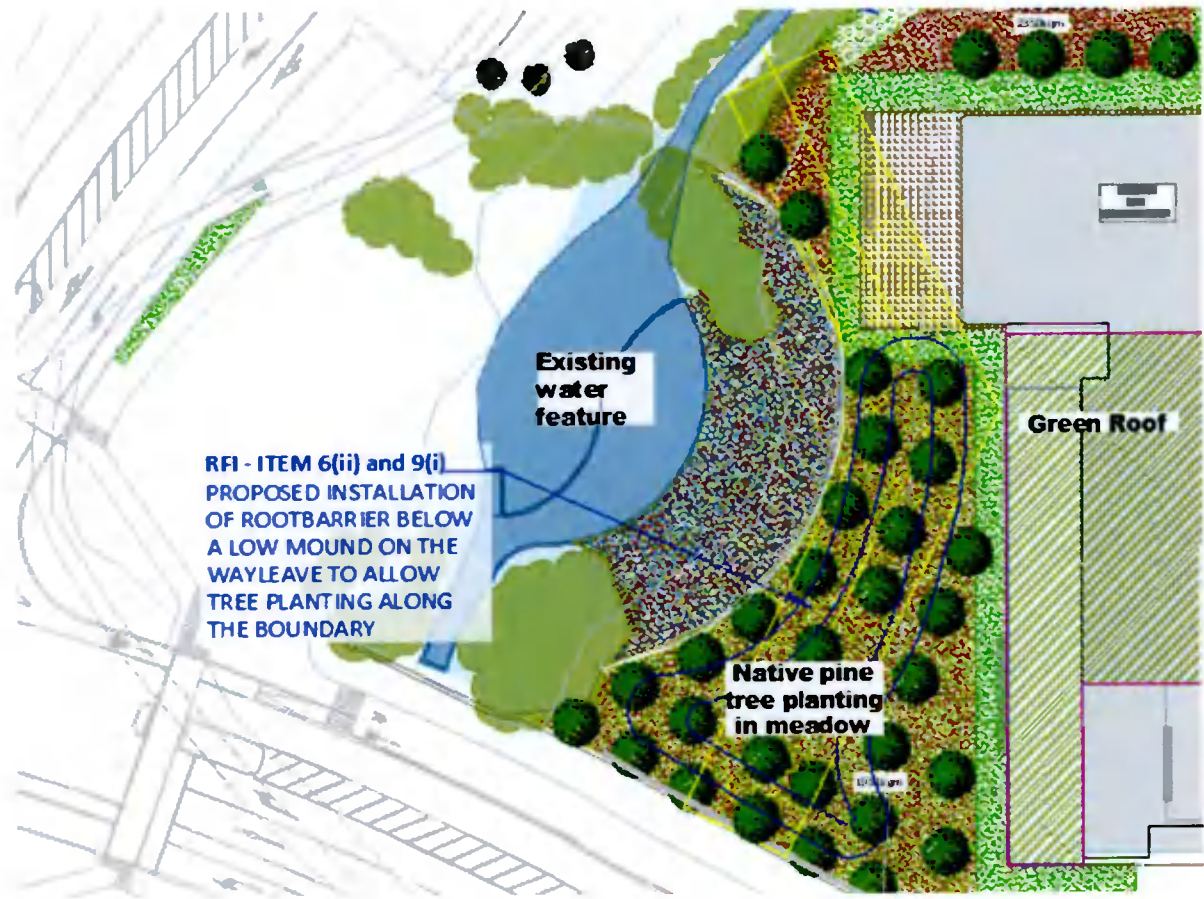 Existing
water
feature
Green Roof
RFI - ITEM 6(ii) and 9(i)
PROPOSED INSTALLATION
OF ROOTBARRIER BELOW
A LOW MOUND ON THE
WAYLEAVE TO ALLOW
TREE PLANTING ALONG
THE BOUNDARY
Native pine
tree planting
in meadow